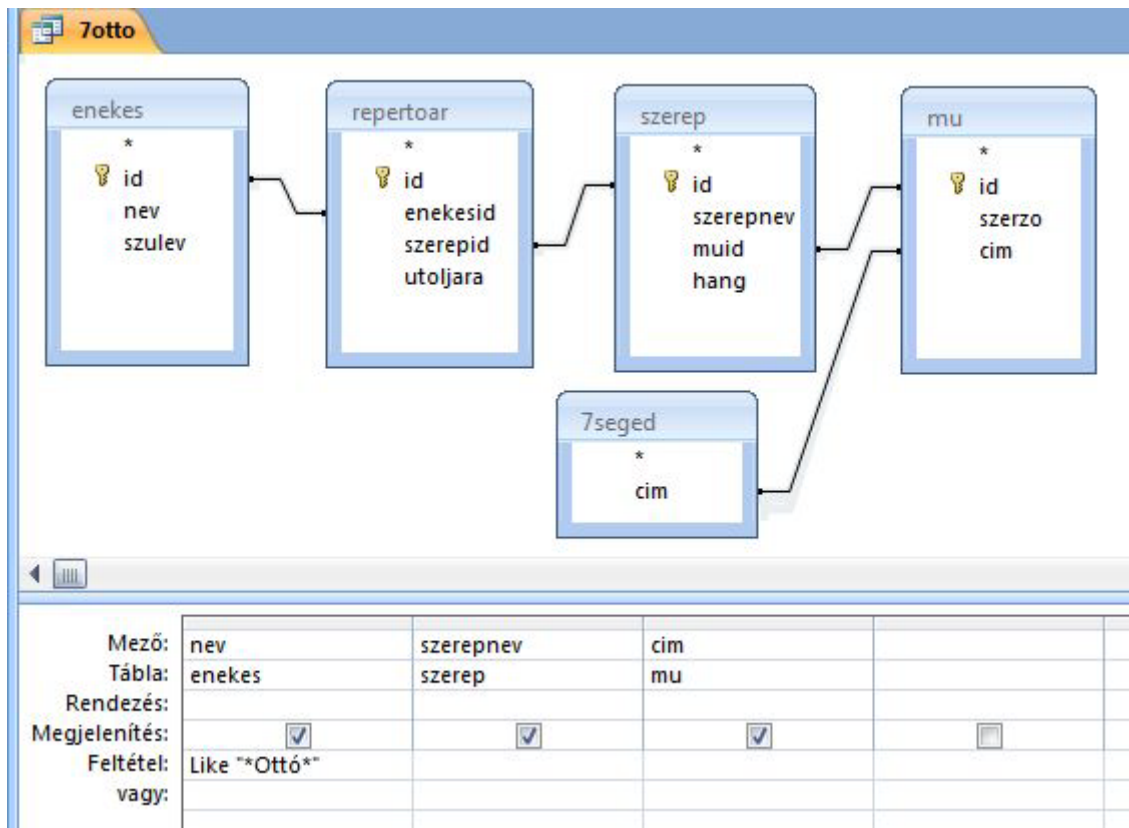 7otto
enekes
*
id
nev
szulev
repertoar
*
id
enekesid
szerepid
utoljara
szerep
*
id
szerepnev
muid
hang
mu
*
id
szerzo
cim
7seged
*
cim
Mező: nev szerepnev cim
Tábla: enekes szerep mu
Rendezés:
Megjelenítés:
Feltétel: Like "*Ottó*"
vagy: